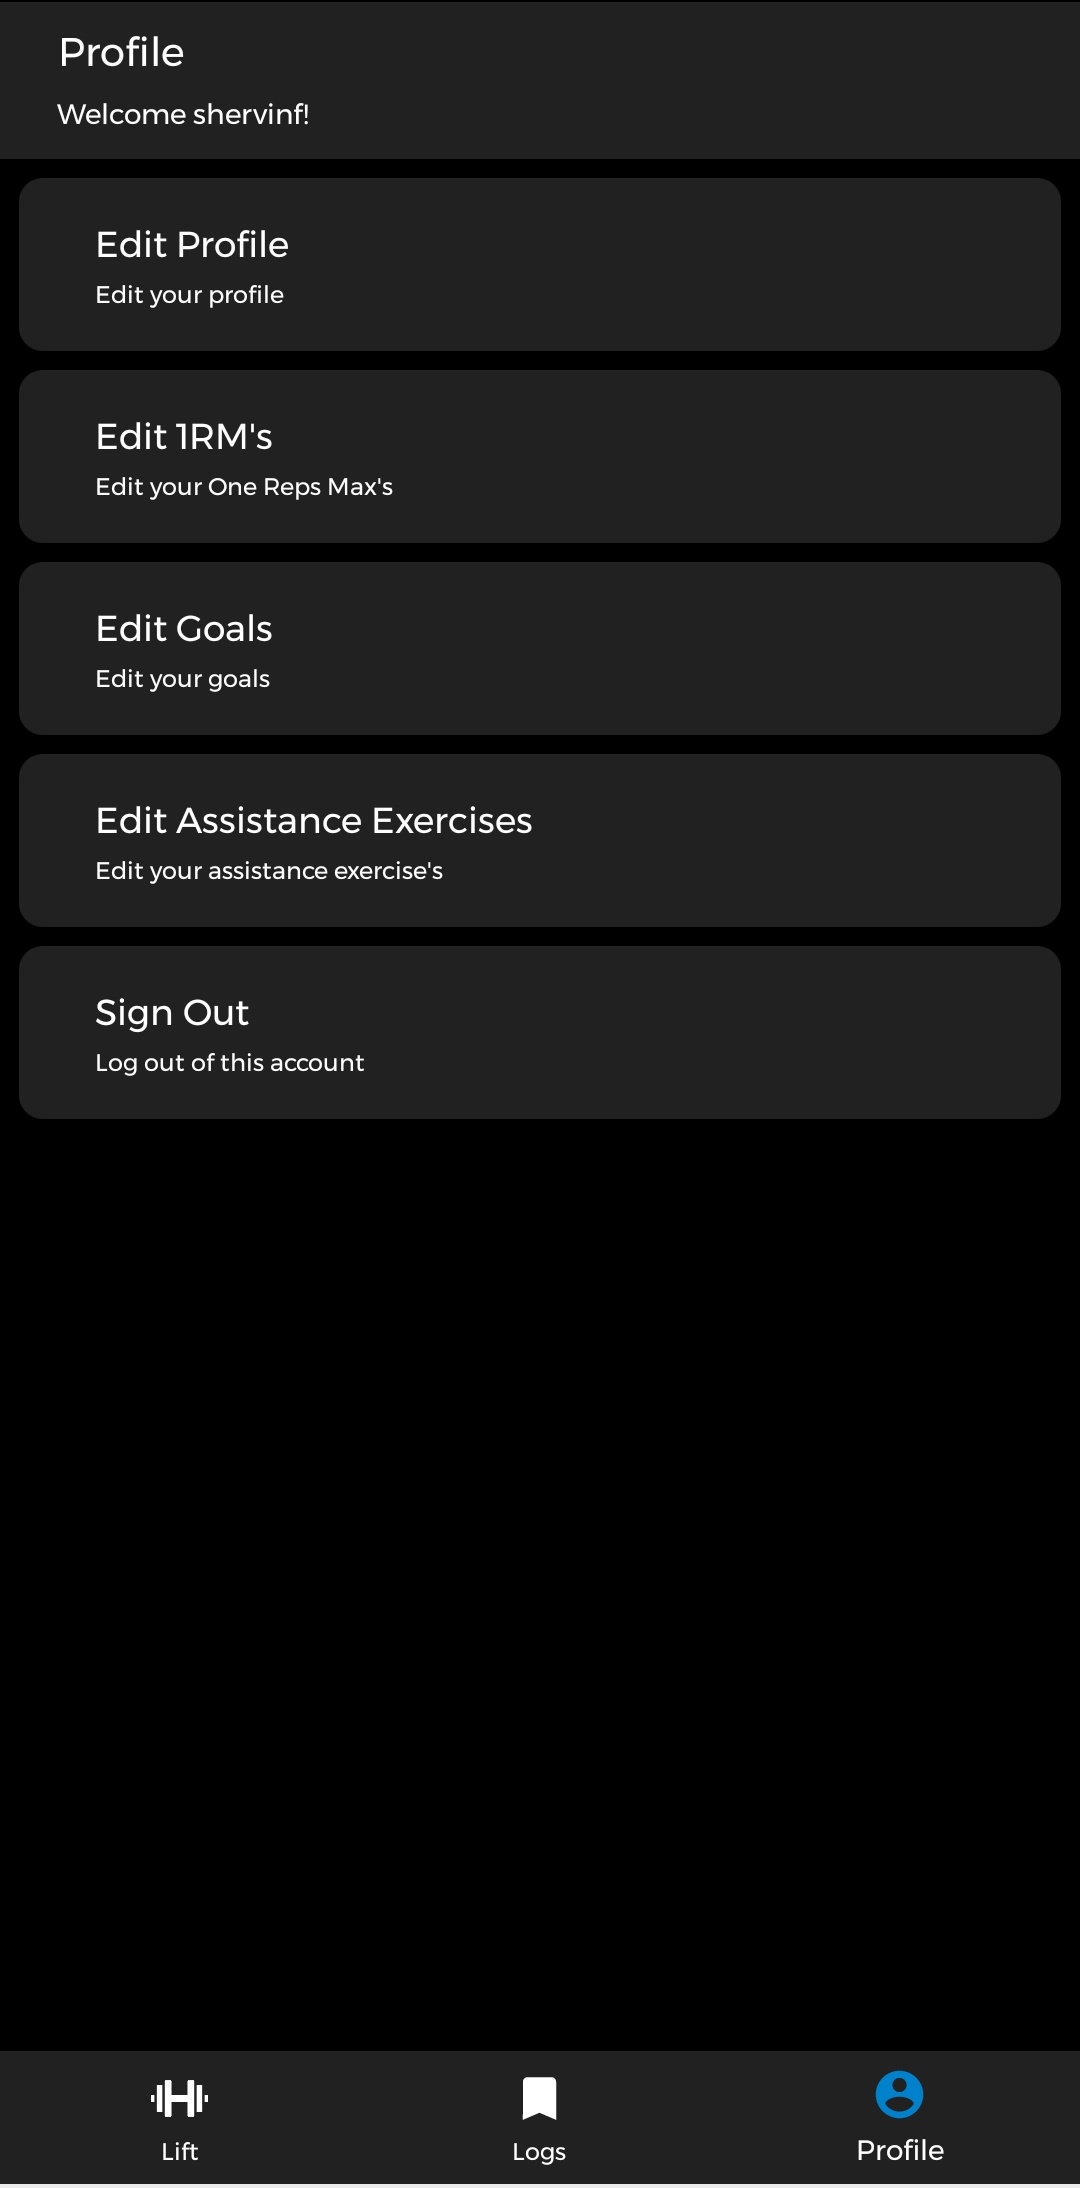 Profile
Welcome shervinf!
Edit Profile
Edit your profile
Edit 1RM's
Edit your One Reps Max's
Edit Goals
Edit your goals
Edit Assistance Exercises
Edit your assistance exercise's
Sign Out
Log out of this account
Lift
Logs
Profile